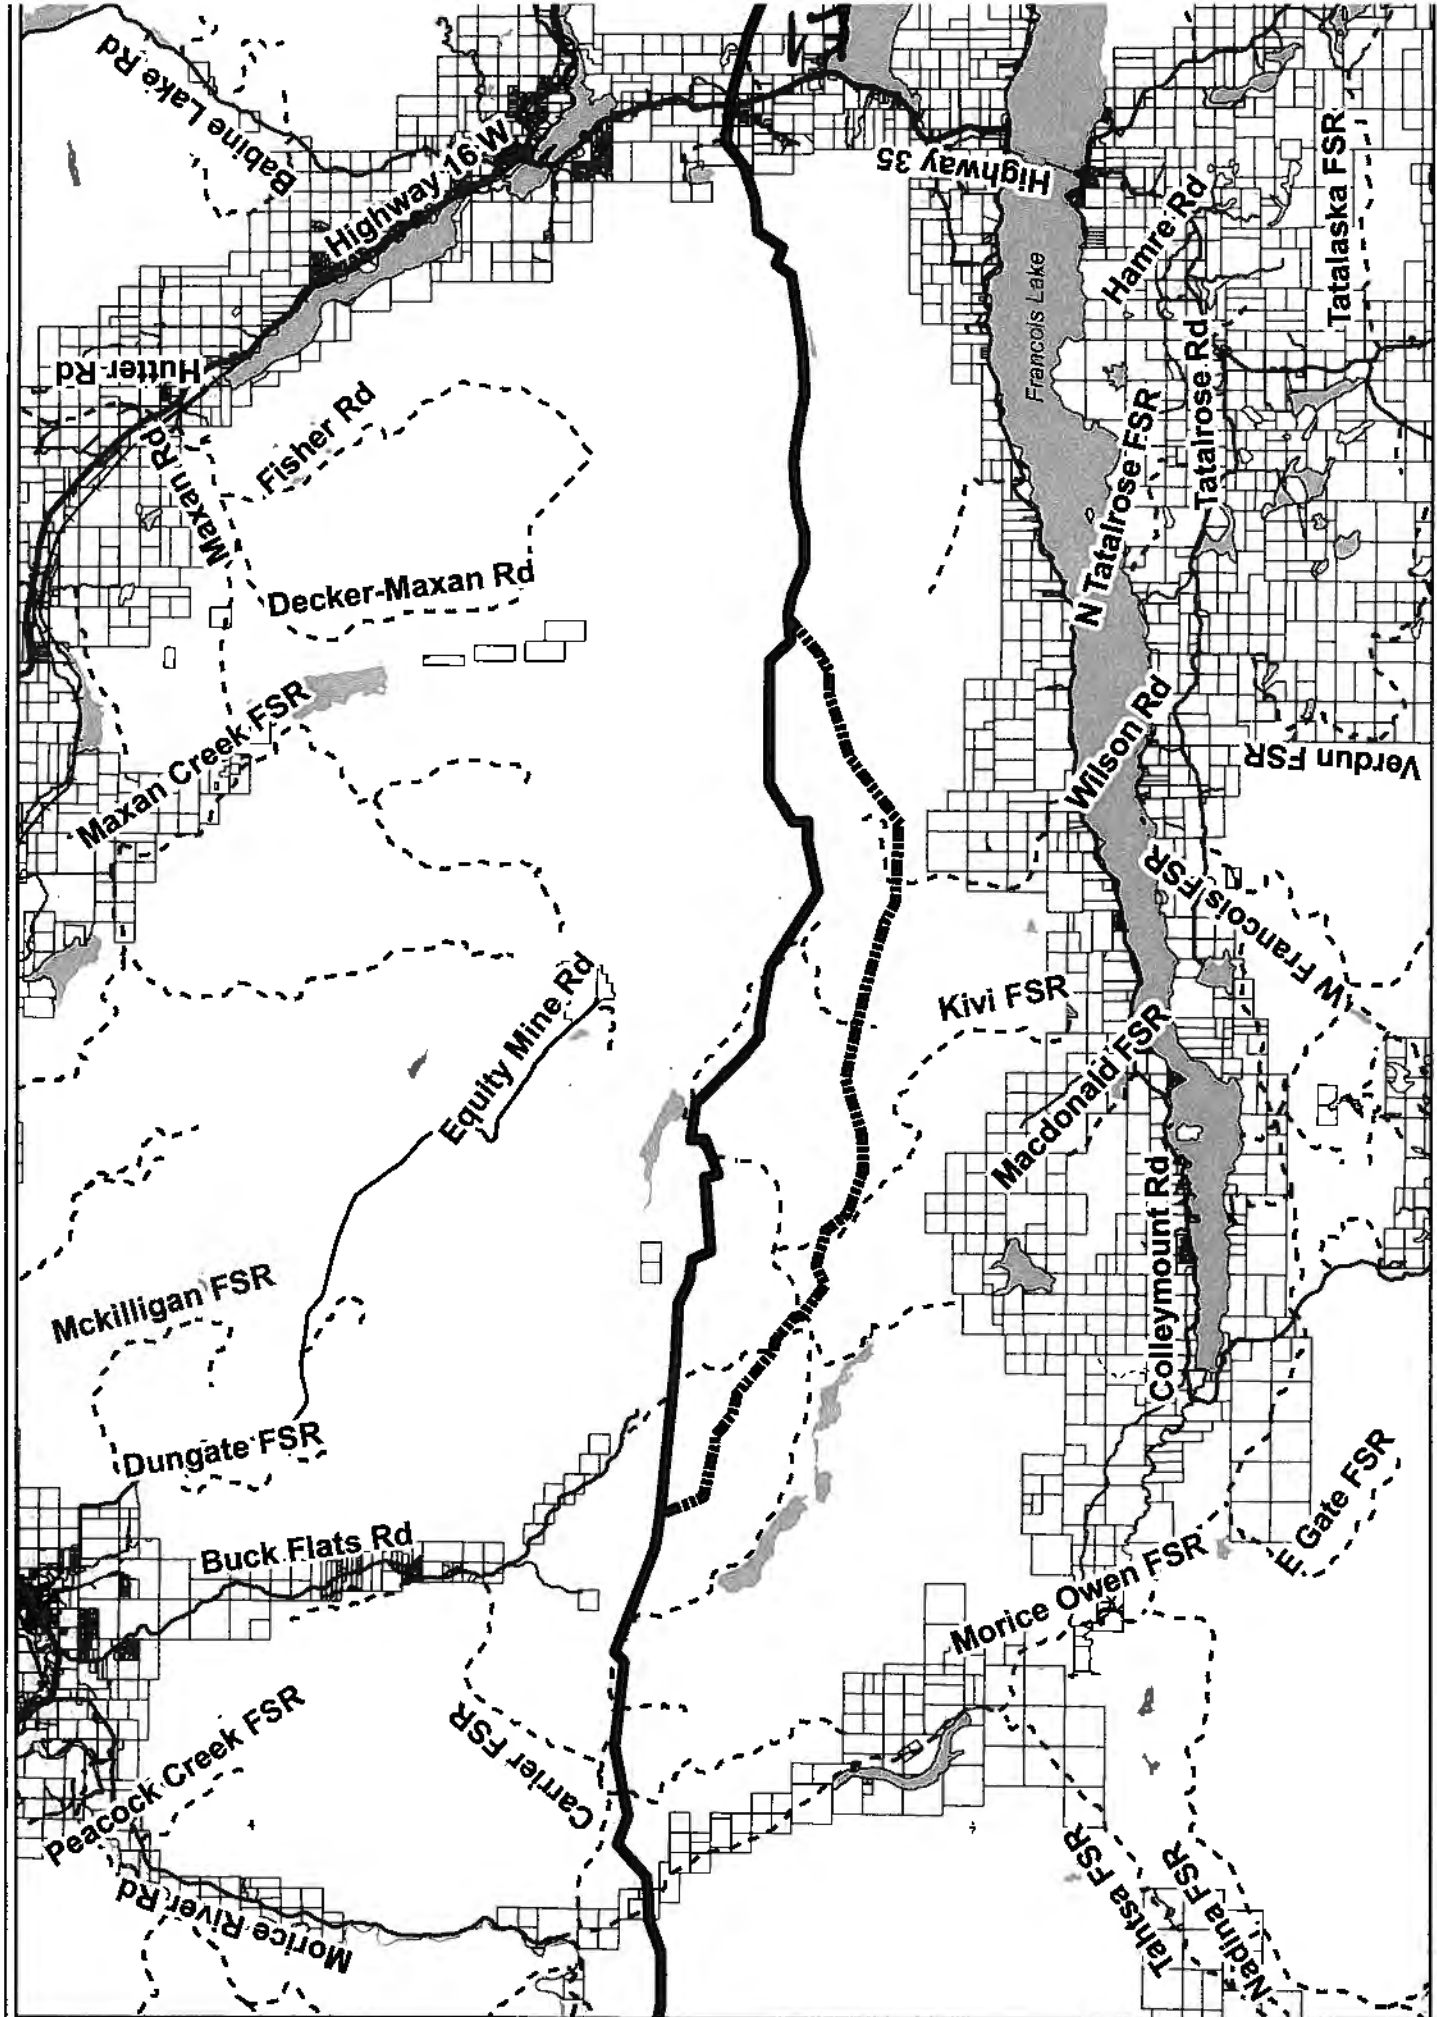 Babine Lake Rd
Highway 16 W
Highway 35
Hamre Rd
Tatalaska FSR
Francois Lake
Hutter Rd
Fisher Rd
Maxan Rd
Tatalrose Rd
N Tatalrose FSR
Decker-Maxan Rd
Maxan Creek FSR
Wilson Rd
Verdun FSR
W Francois FSR
Equity Mine Rd
Kivi FSR
Macdonald FSR
Mckilligan FSR
Colleymount Rd
Dungate FSR
Buck Flats Rd
E Gate FSR
Morice Owen FSR
Peacock Creek FSR
Carrier FSR
Morice River Rd
Tahtsa FSR
Nadina FSR